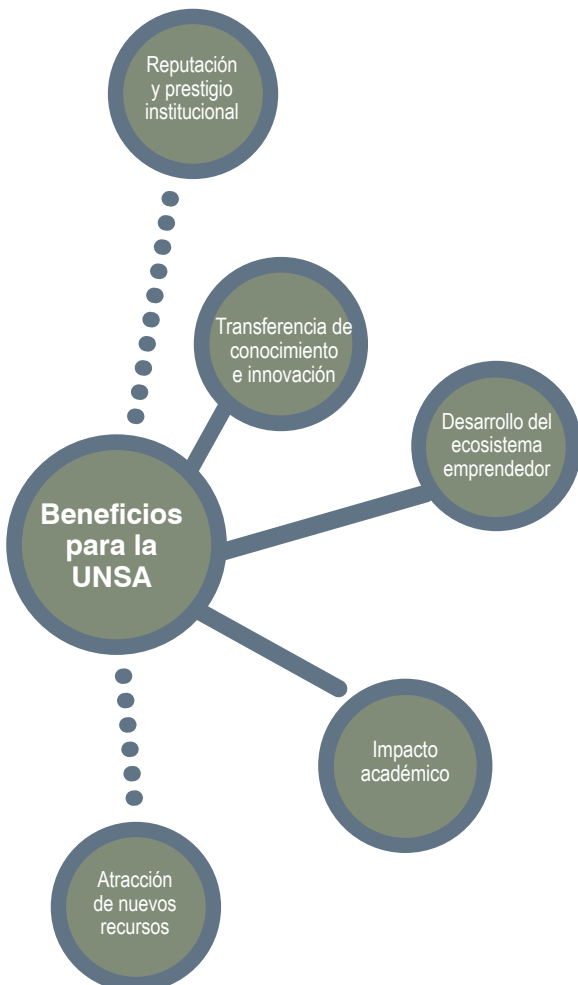 Reputación
y prestigio
institucional
Transferencia de
conocimiento
e innovación
Desarrollo del
ecosistema
emprendedor
Beneficios
para la
UNSA
Impacto
académico
Atracción
de nuevos
recursos